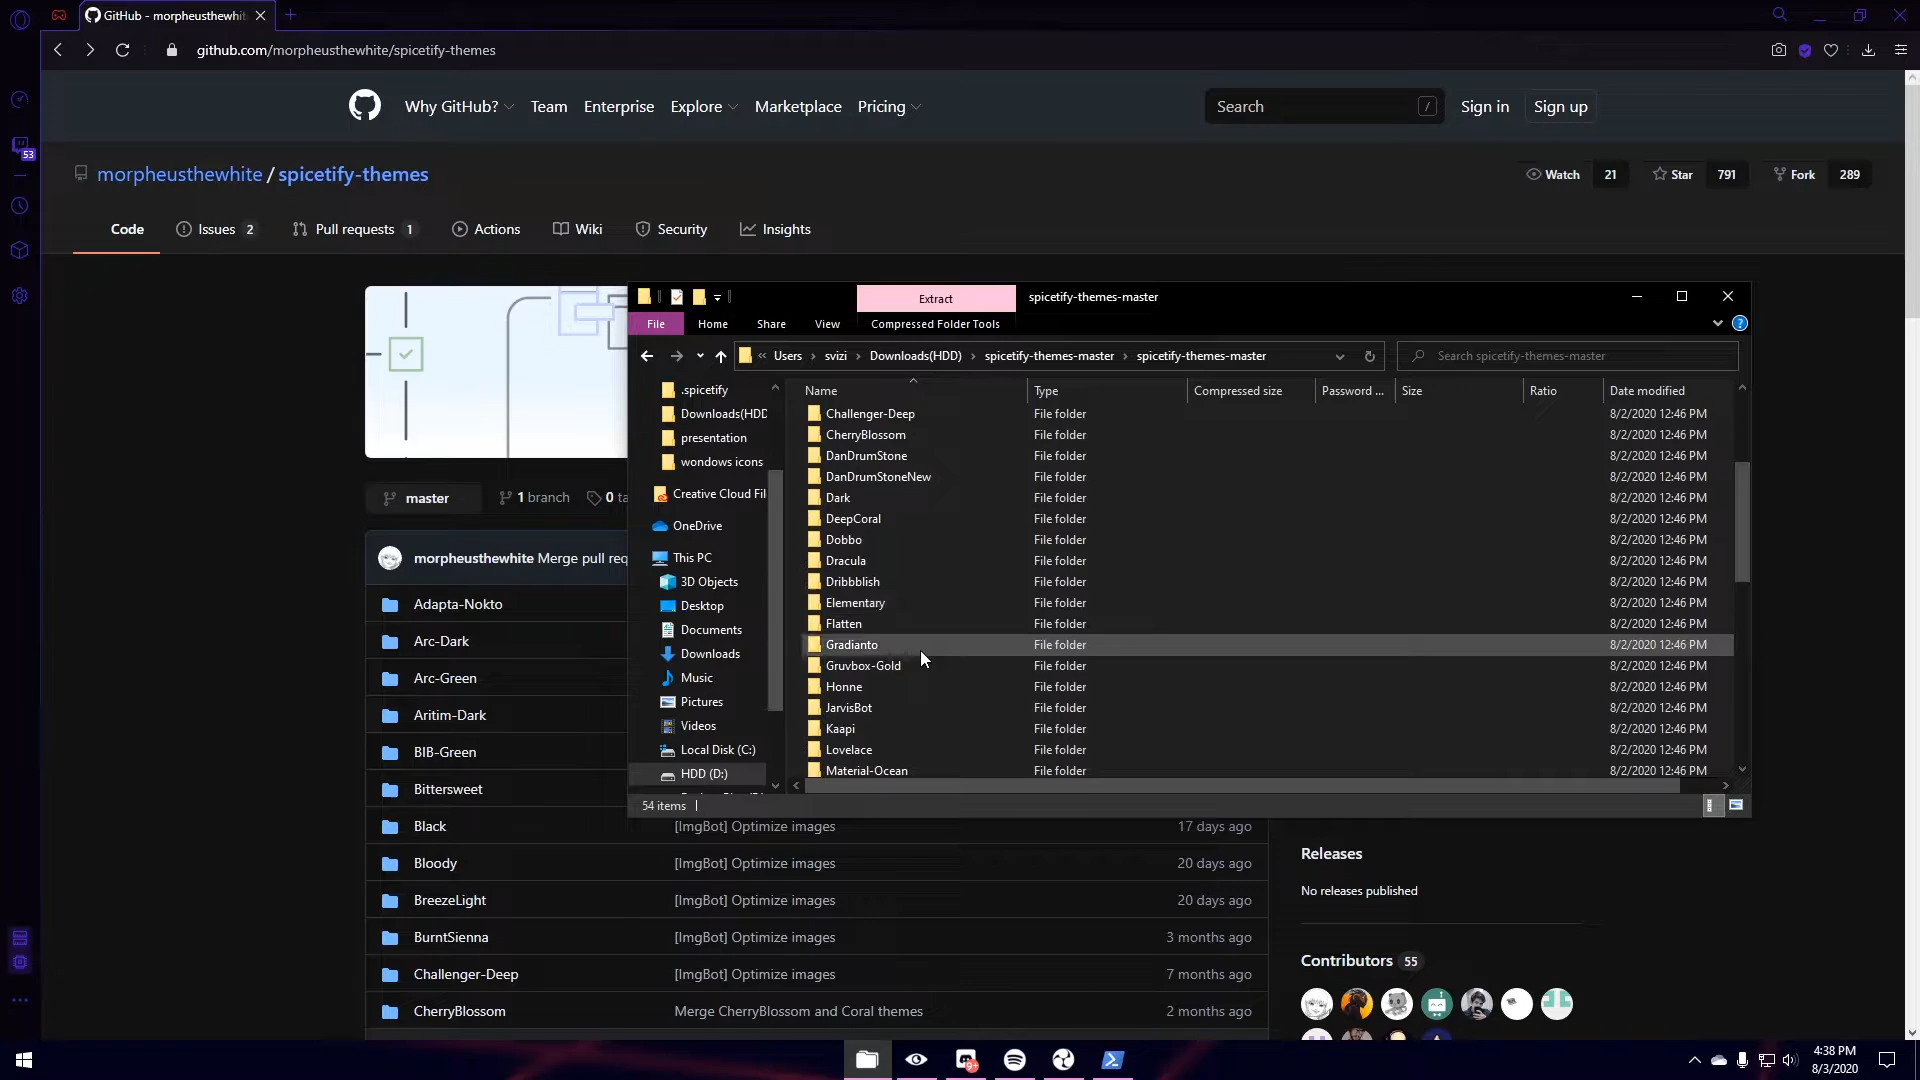 GitHub - morpheusthewhit
github.com/morpheusthewhite/spicetify-themes
Why GitHub? Team Enterprise Explore Marketplace Pricing
Search / Sign in Sign up
53
morpheusthewhite / spicetify-themes
Watch 21 Star 791 Fork 289
Code Issues 2 Pull requests 1 Actions Wiki Security Insights
Extract spicetify-themes-master
File Home Share View Compressed Folder Tools
« Users › svizi › Downloads(HDD) › spicetify-themes-master › spicetify-themes-master
Search spicetify-themes-master
.spicetify
Downloads(HDD
presentation
wondows icons
Creative Cloud Fil
OneDrive
This PC
3D Objects
Desktop
Documents
Downloads
Music
Pictures
Videos
Local Disk (C:)
HDD (D:)
Name Type Compressed size Password ... Size Ratio Date modified
Challenger-Deep File folder 8/2/2020 12:46 PM
CherryBlossom File folder 8/2/2020 12:46 PM
DanDrumStone File folder 8/2/2020 12:46 PM
DanDrumStoneNew File folder 8/2/2020 12:46 PM
Dark File folder 8/2/2020 12:46 PM
DeepCoral File folder 8/2/2020 12:46 PM
Dobbo File folder 8/2/2020 12:46 PM
Dracula File folder 8/2/2020 12:46 PM
Dribbblish File folder 8/2/2020 12:46 PM
Elementary File folder 8/2/2020 12:46 PM
Flatten File folder 8/2/2020 12:46 PM
Gradianto File folder 8/2/2020 12:46 PM
Gruvbox-Gold File folder 8/2/2020 12:46 PM
Honne File folder 8/2/2020 12:46 PM
JarvisBot File folder 8/2/2020 12:46 PM
Kaapi File folder 8/2/2020 12:46 PM
Lovelace File folder 8/2/2020 12:46 PM
Material-Ocean File folder 8/2/2020 12:46 PM
54 items
master 1 branch 0 ta
morpheusthewhite Merge pull req
Adapta-Nokto
Arc-Dark
Arc-Green
Aritim-Dark
BIB-Green
Bittersweet
Black [ImgBot] Optimize images 17 days ago
Bloody [ImgBot] Optimize images 20 days ago
BreezeLight [ImgBot] Optimize images 20 days ago
BurntSienna [ImgBot] Optimize images 3 months ago
Challenger-Deep [ImgBot] Optimize images 7 months ago
CherryBlossom Merge CherryBlossom and Coral themes 2 months ago
Releases
No releases published
Contributors 55
9+
4:38 PM
8/3/2020